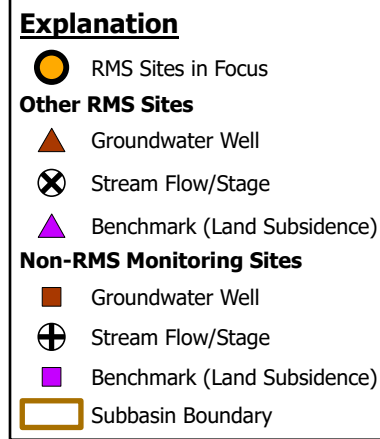 Explanation
RMS Sites in Focus
Other RMS Sites
Groundwater Well
Stream Flow/Stage
Benchmark (Land Subsidence)
Non-RMS Monitoring Sites
Groundwater Well
Stream Flow/Stage
Benchmark (Land Subsidence)
Subbasin Boundary